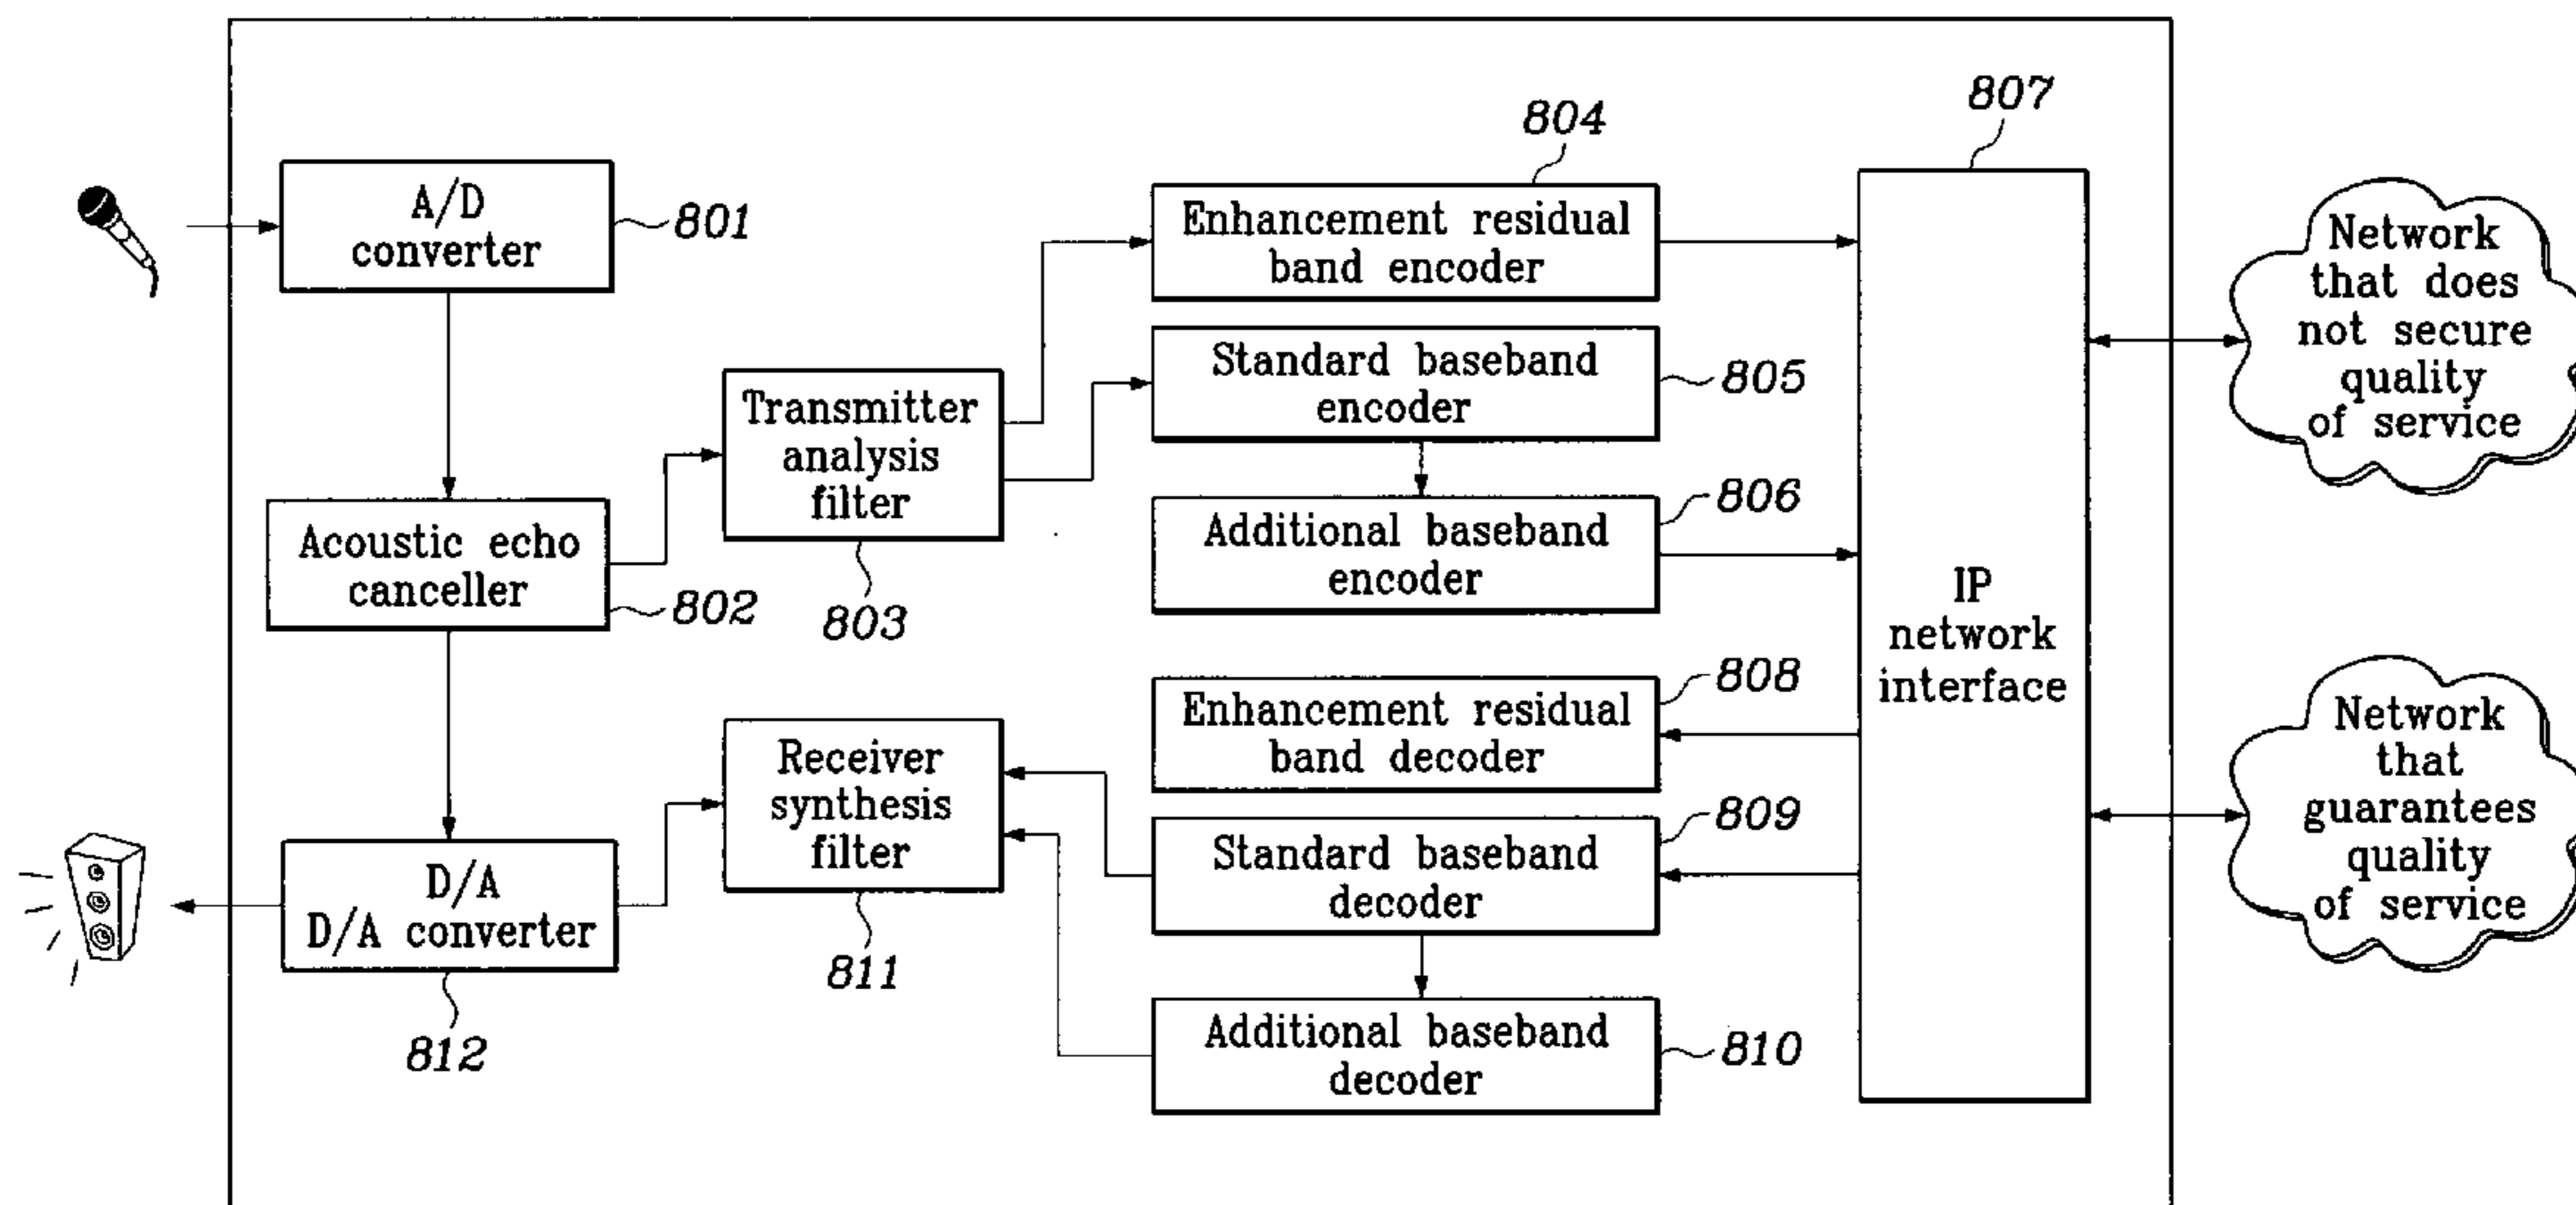 A/D
converter
801
Acoustic echo
canceller
802
Transmitter
analysis
filter
803
804
Enhancement residual
band encoder
Standard baseband
encoder
805
Additional baseband
encoder
806
807
IP
network
interface
Enhancement residual
band decoder
808
Standard baseband
decoder
809
Additional baseband
decoder
810
Receiver
synthesis
filter
811
D/A
D/A converter
812
Network
that does
not secure
quality
of service
Network
that
guarantees
quality
of service